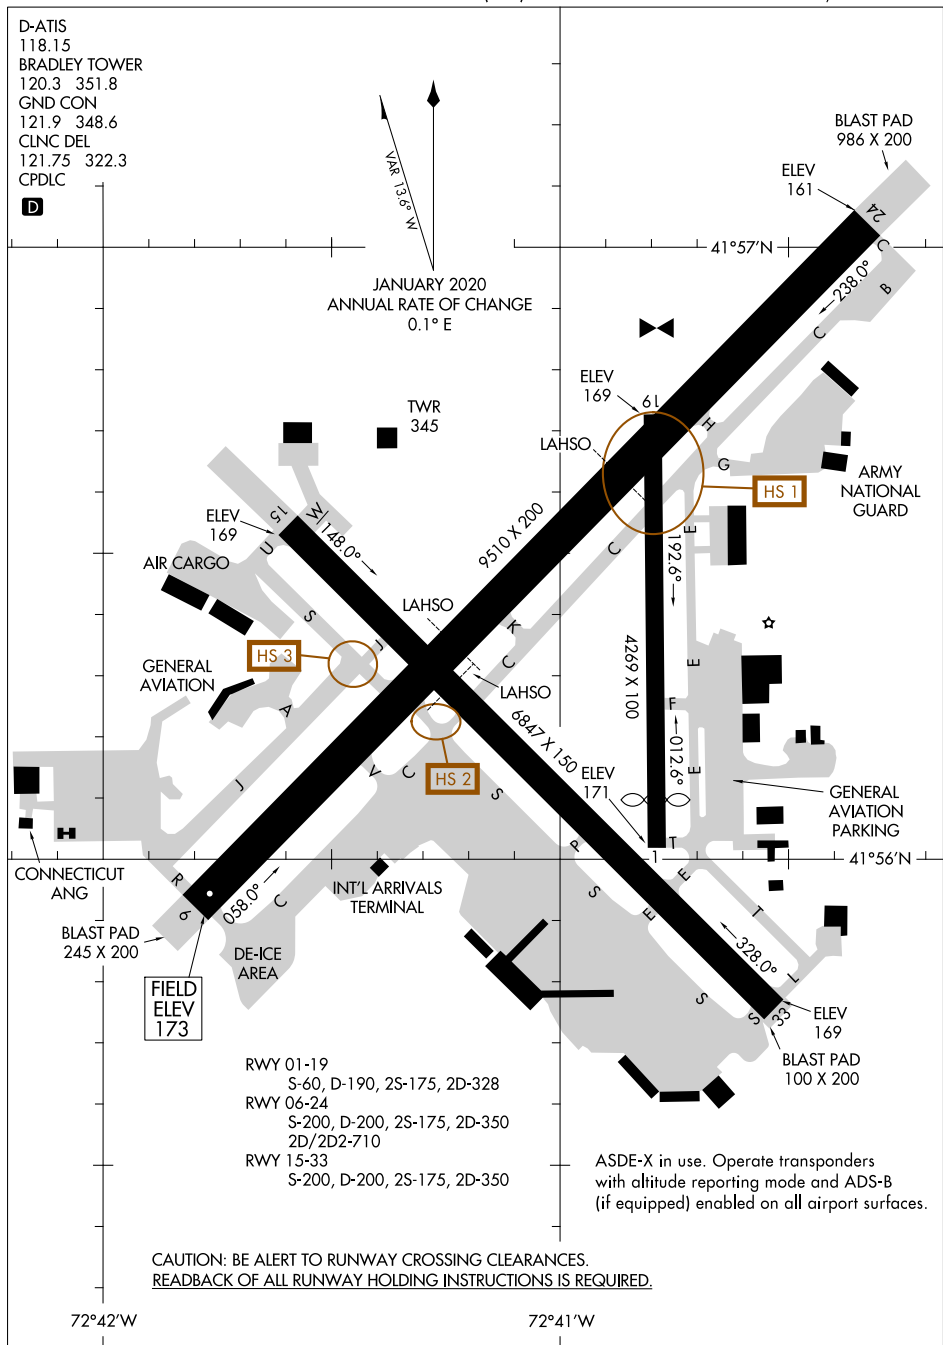 D-ATIS
118.15
BRADLEY TOWER
120.3 351.8
GND CON
121.9 348.6
CLNC DEL
121.75 322.3
CPDLC
D
VAR 13.6° W
JANUARY 2020
ANNUAL RATE OF CHANGE
0.1° E
BLAST PAD
986 X 200
ELEV
161
24
41°57'N
C
B
238.0°
C
ELEV
169
19
TWR
345
LAHSO
H
G
HS 1
ARMY
NATIONAL
GUARD
ELEV
169
15
W
U
148.0°
9510 X 200
C
E
192.6°
AIR CARGO
S
J
LAHSO
K
C
HS 3
GENERAL
AVIATION
A
LAHSO
4269 X 100
E
F
6847 X 150
012.6°
J
V
C
HS 2
S
E
ELEV
171
GENERAL
AVIATION
PARKING
1
T
P
41°56'N
CONNECTICUT
ANG
R
6
058.0°
C
INT'L ARRIVALS
TERMINAL
E
S
E
T
BLAST PAD
245 X 200
DE-ICE
AREA
328.0°
L
FIELD
ELEV
173
S
S
33
ELEV
169
BLAST PAD
100 X 200
RWY 01-19
S-60, D-190, 2S-175, 2D-328
RWY 06-24
S-200, D-200, 2S-175, 2D-350
2D/2D2-710
RWY 15-33
S-200, D-200, 2S-175, 2D-350
ASDE-X in use. Operate transponders
with altitude reporting mode and ADS-B
(if equipped) enabled on all airport surfaces.
CAUTION: BE ALERT TO RUNWAY CROSSING CLEARANCES.
READBACK OF ALL RUNWAY HOLDING INSTRUCTIONS IS REQUIRED.
72°42'W
72°41'W